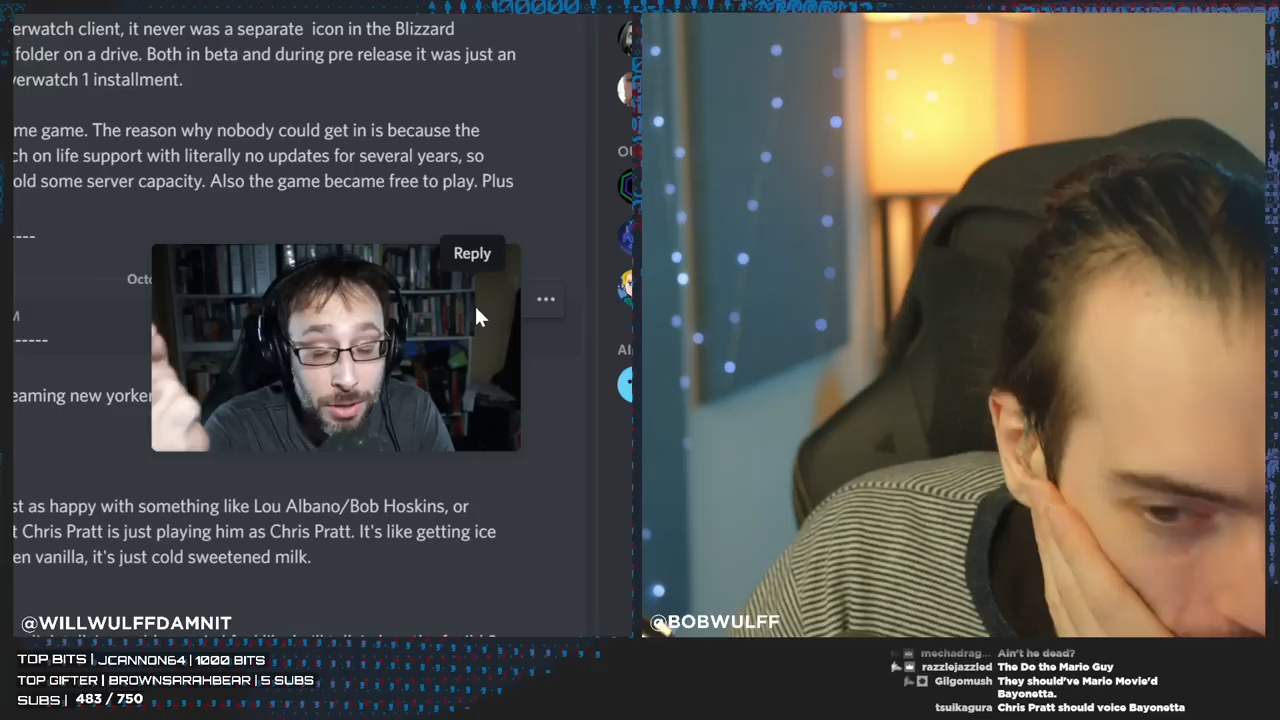 erwatch client, it never was a separate icon in the Blizzard
folder on a drive. Both in beta and during pre release it was just an
verwatch 1 installment.
me game. The reason why nobody could get in is because the
ch on life support with literally no updates for several years, so
old some server capacity. Also the game became free to play. Plus
----
Octo
Reply
M
------
eaming new yorker
st as happy with something like Lou Albano/Bob Hoskins, or
t Chris Pratt is just playing him as Chris Pratt. It's like getting ice
en vanilla, it's just cold sweetened milk.
@WILLWULFFDAMNIT
@BOBWULFF
TOP BITS | JCANNON64 | 1000 BITS
TOP GIFTER | BROWNSARAHBEAR | 5 SUBS
SUBS | 483 / 750
mechadrag... Ain't he dead?
razzlejazzled The Do the Mario Guy
Gilgomush They should've Mario Movie'd
Bayonetta.
tsuikagura Chris Pratt should voice Bayonetta